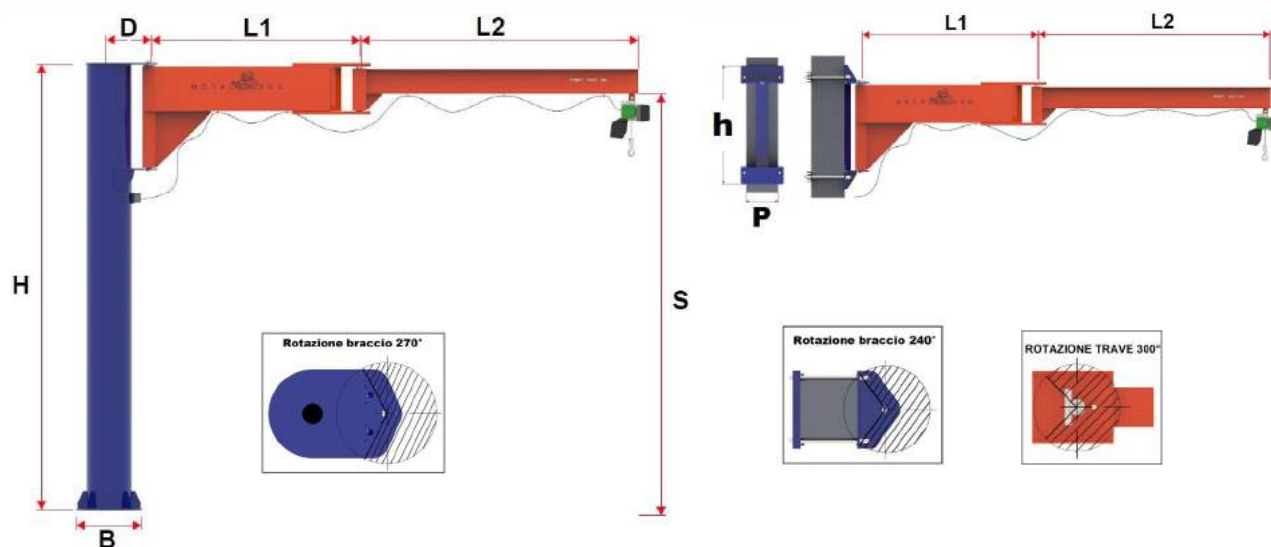 D
L1
L2
H
S
B
Rotazione braccio 270°
L1
L2
h
P
Rotazione braccio 240°
ROTAZIONE TRAVE 300°